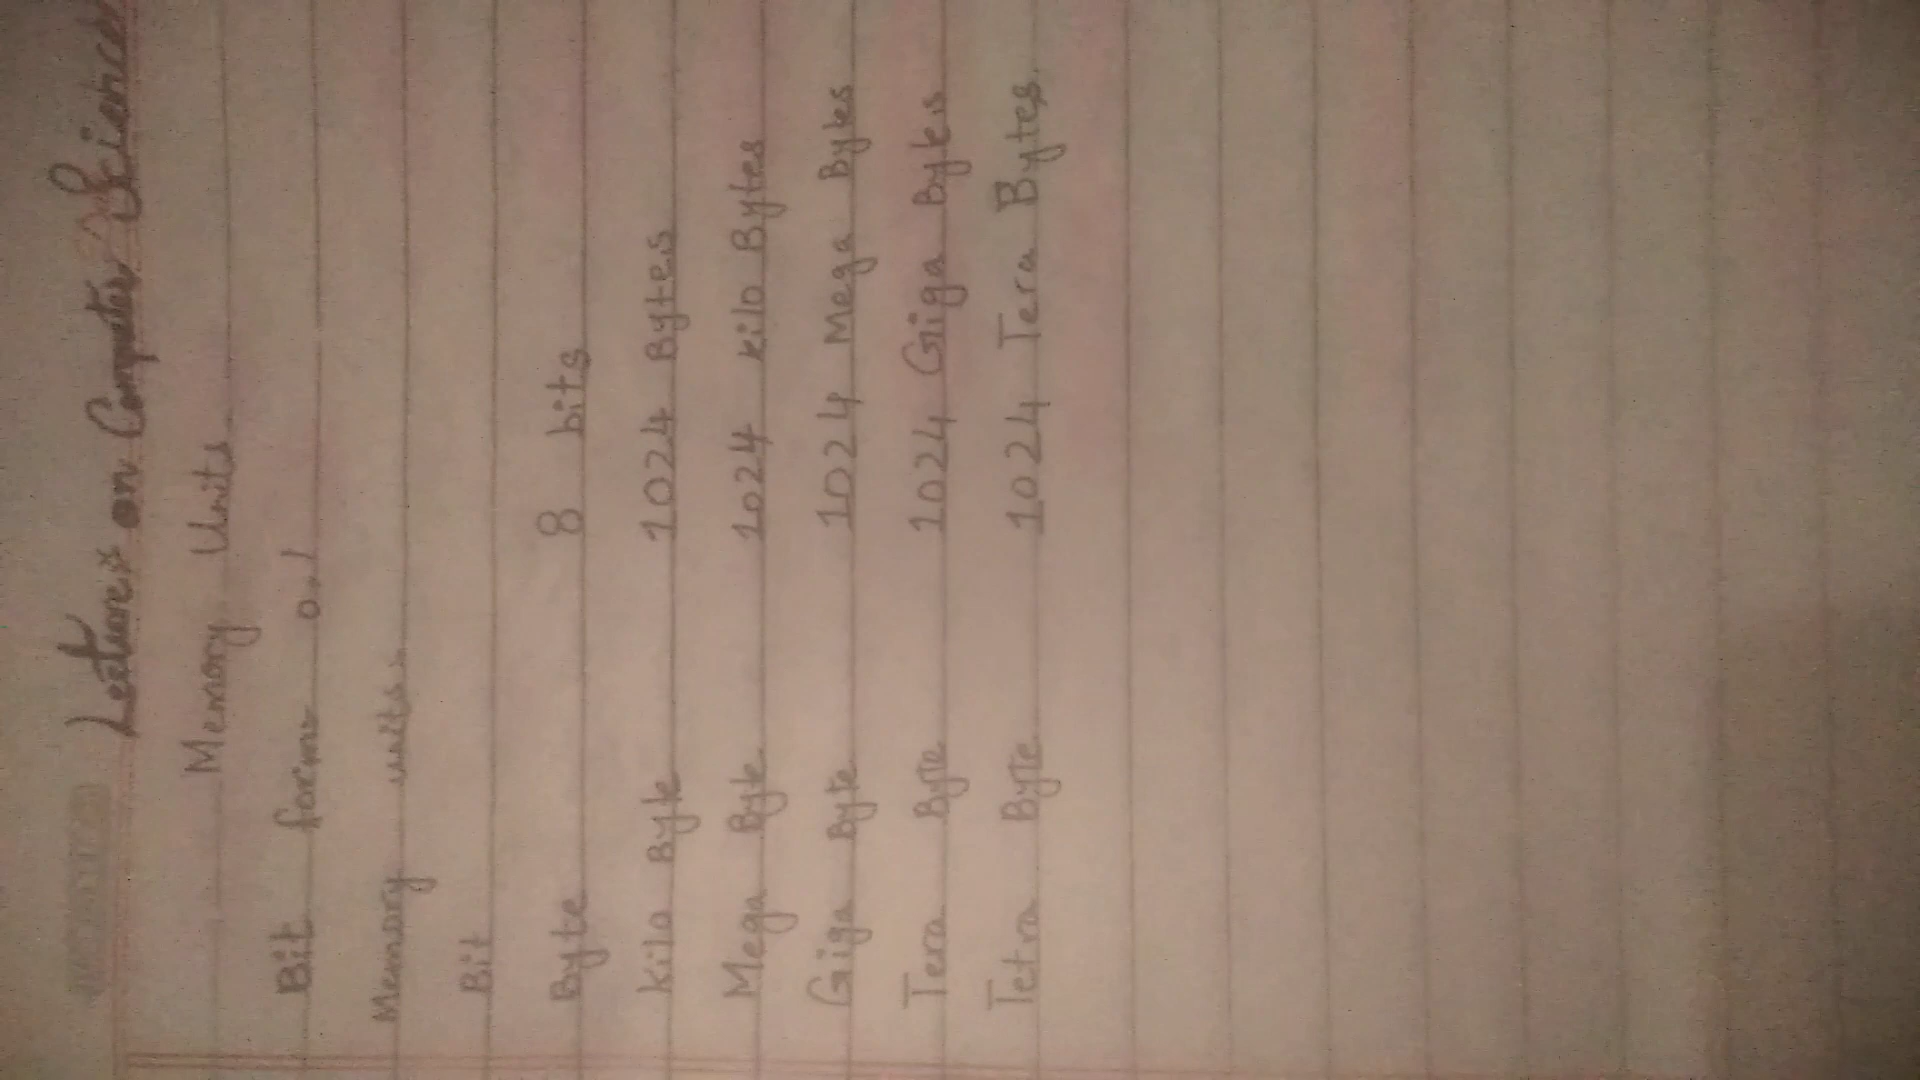 Lectures on Computer Science
Memory Units.
Bit form 0.1
Memory units.
Bit
Byte 8 bits
Kilo Byte 1024 Bytes
Mega Byte 1024 kilo Bytes
Giga Byte 1024 Mega Bytes
Tera Byte 1024 Giga Bytes
Tetra Byte 1024 Tera Bytes.